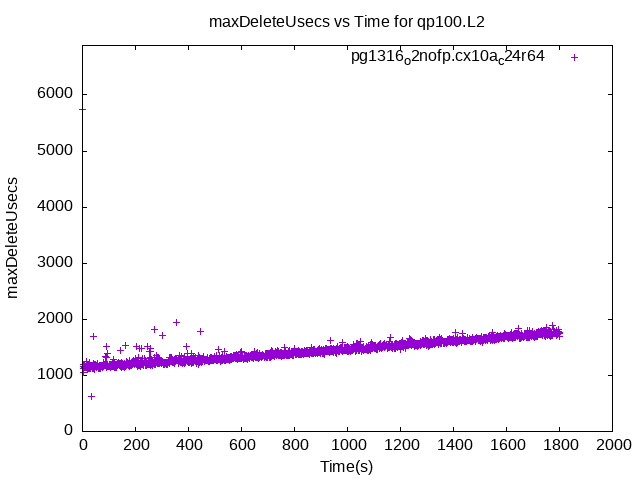 maxDeleteUsecs vs Time for qp100.L2
pg1316o2nofp.cx10ac24r64
6000
5000
4000
3000
2000
1000
0
maxDeleteUsecs
0 200 400 600 800 1000 1200 1400 1600 1800 2000
Time(s)